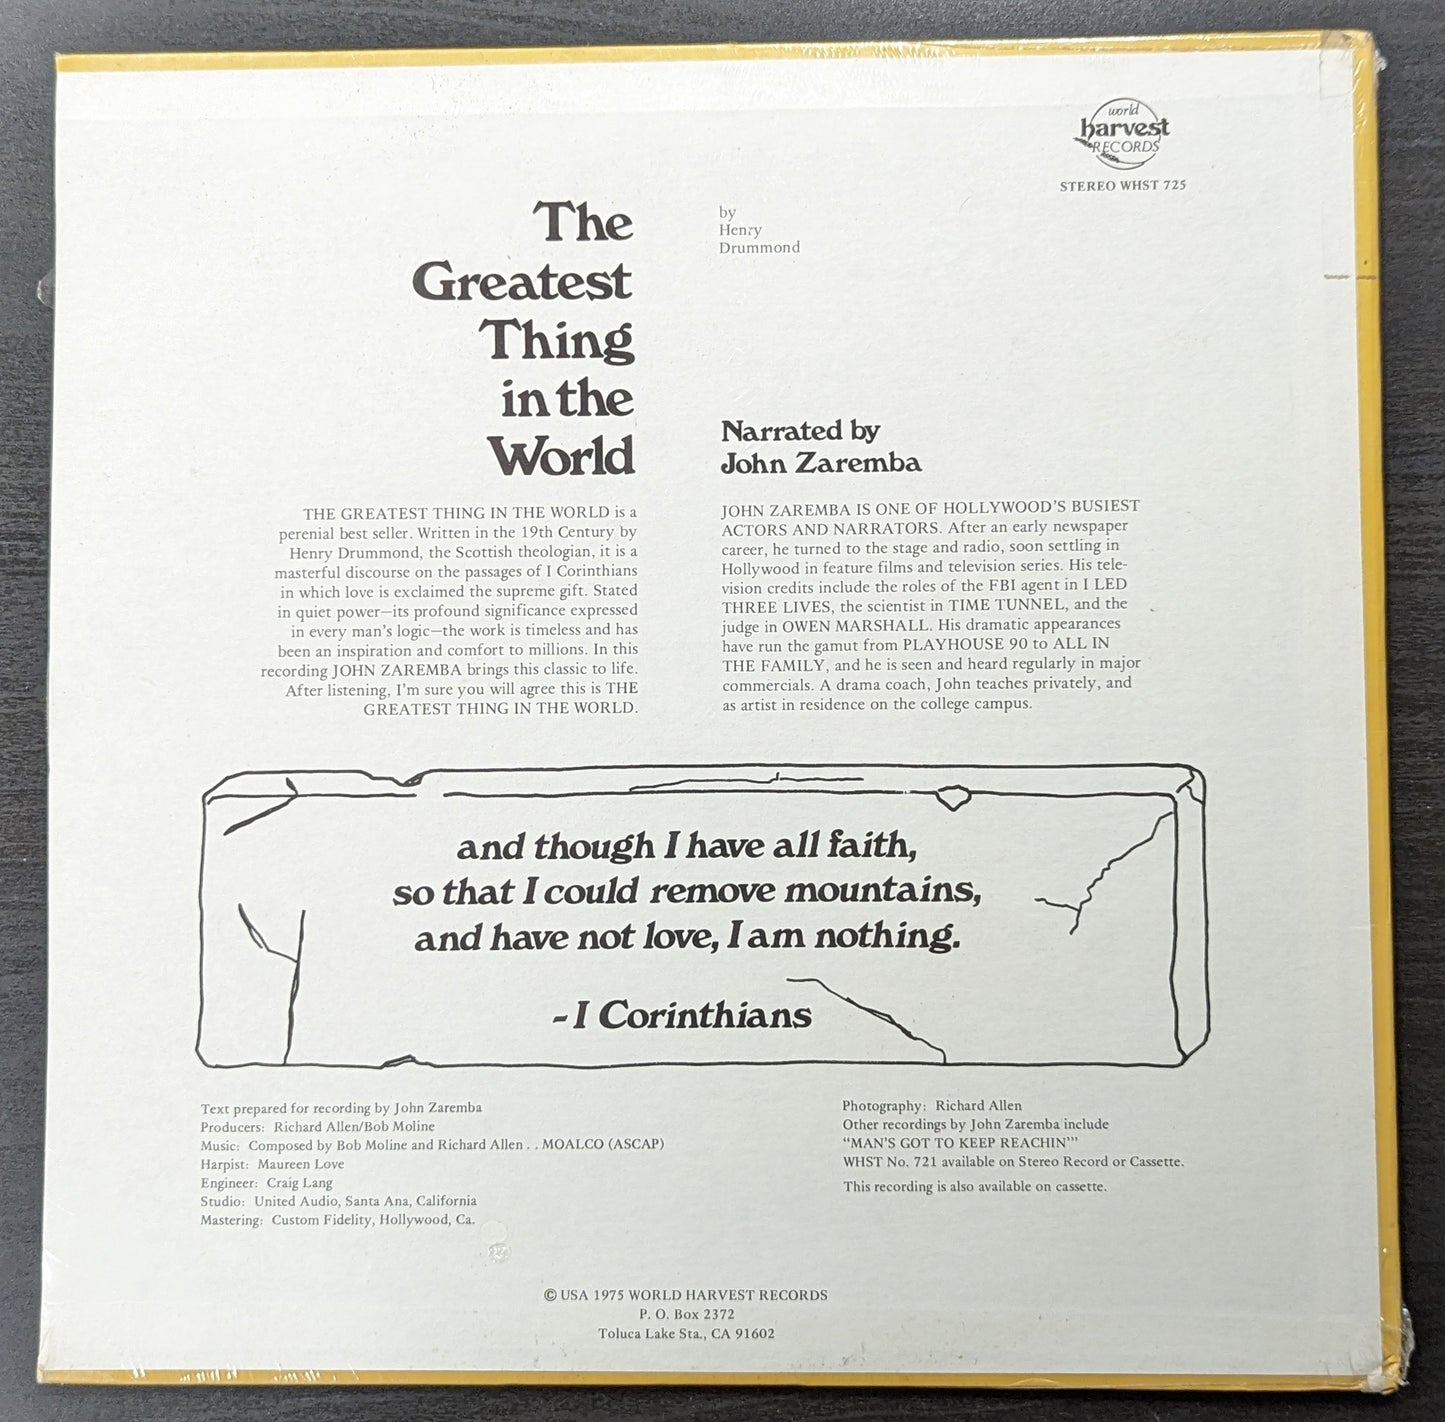 world
harvest
RECORDS
STEREO WHST 725
The
Greatest
Thing
in the
World
by
Henry
Drummond
Narrated by
John Zaremba
THE GREATEST THING IN THE WORLD is a
perenial best seller. Written in the 19th Century by
Henry Drummond, the Scottish theologian, it is a
masterful discourse on the passages of I Corinthians
in which love is exclaimed the supreme gift. Stated
in quiet power—its profound significance expressed
in every man's logic—the work is timeless and has
been an inspiration and comfort to millions. In this
recording JOHN ZAREMBA brings this classic to life.
After listening, I'm sure you will agree this is THE
GREATEST THING IN THE WORLD.
JOHN ZAREMBA IS ONE OF HOLLYWOOD'S BUSIEST
ACTORS AND NARRATORS. After an early newspaper
career, he turned to the stage and radio, soon settling in
Hollywood in feature films and television series. His tele-
vision credits include the roles of the FBI agent in I LED
THREE LIVES, the scientist in TIME TUNNEL, and the
judge in OWEN MARSHALL. His dramatic appearances
have run the gamut from PLAYHOUSE 90 to ALL IN
THE FAMILY, and he is seen and heard regularly in major
commercials. A drama coach, John teaches privately, and
as artist in residence on the college campus.
and though I have all faith,
so that I could remove mountains,
and have not love, I am nothing.
- I Corinthians
Text prepared for recording by John Zaremba
Producers: Richard Allen/Bob Moline
Music: Composed by Bob Moline and Richard Allen . . MOALCO (ASCAP)
Harpist: Maureen Love
Engineer: Craig Lang
Studio: United Audio, Santa Ana, California
Mastering: Custom Fidelity, Hollywood, Ca.
Photography: Richard Allen
Other recordings by John Zaremba include
"MAN'S GOT TO KEEP REACHIN'"
WHST No. 721 available on Stereo Record or Cassette.
This recording is also available on cassette.
© USA 1975 WORLD HARVEST RECORDS
P. O. Box 2372
Toluca Lake Sta., CA 91602